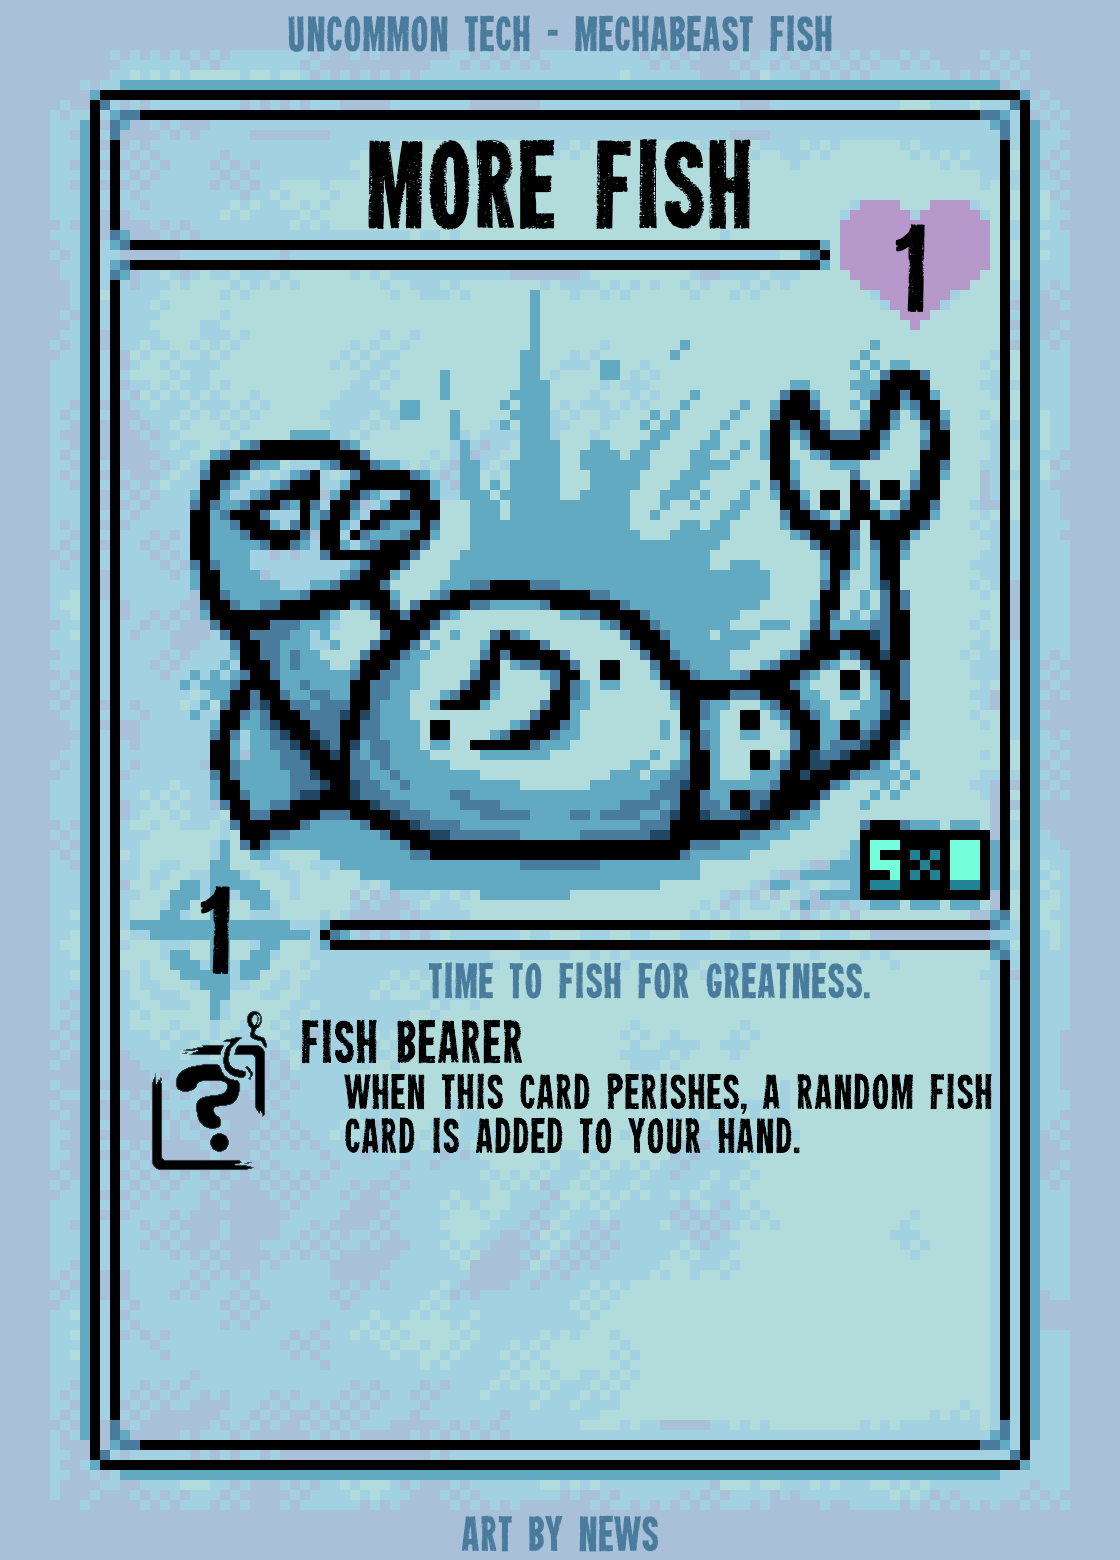 UNCOMMON TECH - MECHABEAST FISH
MORE FISH
1
5x
1
TIME TO FISH FOR GREATNESS.
?
FISH BEARER
WHEN THIS CARD PERISHES, A RANDOM FISH
CARD IS ADDED TO YOUR HAND.
ART BY NEWS